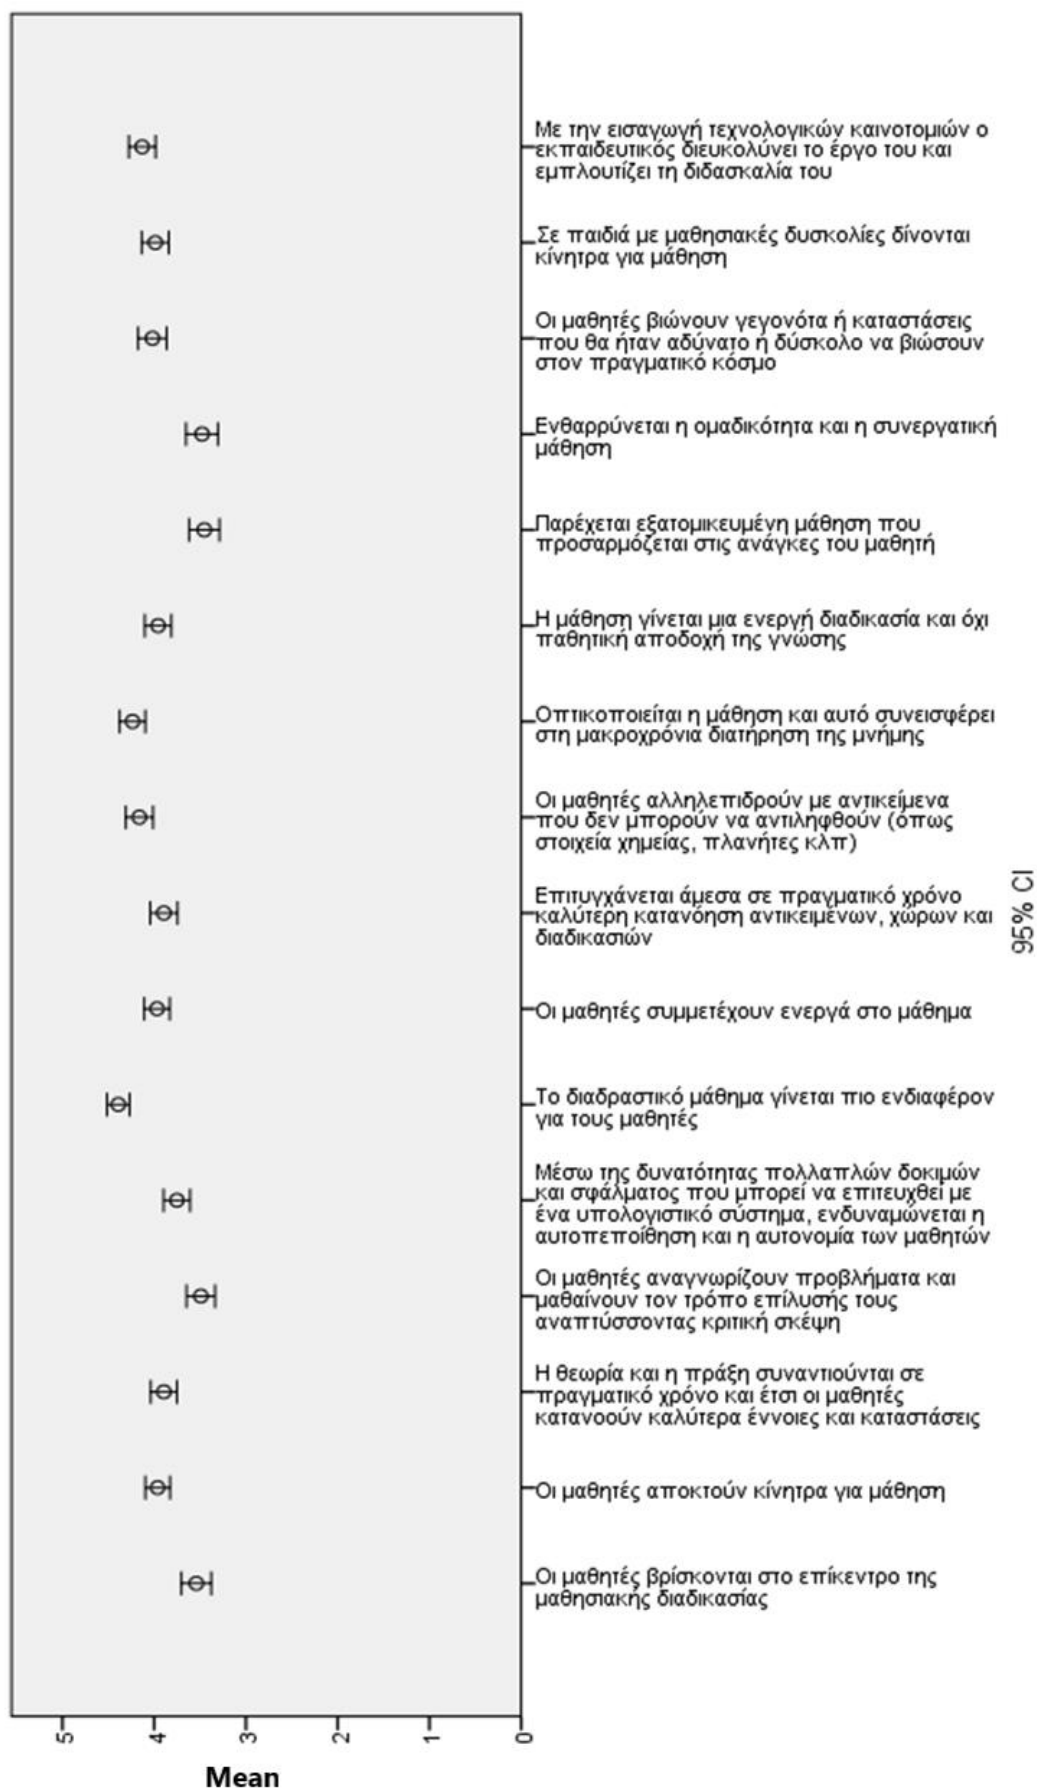 Με την εισαγωγή τεχνολογικών καινοτομιών ο
εκπαιδευτικός διευκολύνει το έργο του και
εμπλουτίζει τη διδασκαλία του
Σε παιδιά με μαθησιακές δυσκολίες δίνονται
κίνητρα για μάθηση
Οι μαθητές βιώνουν γεγονότα ή καταστάσεις
που θα ήταν αδύνατο ή δύσκολο να βιώσουν
στον πραγματικό κόσμο
Ενθαρρύνεται η ομαδικότητα και η συνεργατική
μάθηση
Παρέχεται εξατομικευμένη μάθηση που
προσαρμόζεται στις ανάγκες του μαθητή
Η μάθηση γίνεται μια ενεργή διαδικασία και όχι
παθητική αποδοχή της γνώσης
Οπτικοποιείται η μάθηση και αυτό συνεισφέρει
στη μακροχρόνια διατήρηση της μνήμης
Οι μαθητές αλληλεπιδρούν με αντικείμενα
που δεν μπορούν να αντιληφθούν (όπως
στοιχεία χημείας, πλανήτες κλπ)
Επιτυγχάνεται άμεσα σε πραγματικό χρόνο
καλύτερη κατανόηση αντικειμένων, χώρων και
διαδικασιών
Οι μαθητές συμμετέχουν ενεργά στο μάθημα
Το διαδραστικό μάθημα γίνεται πιο ενδιαφέρον
για τους μαθητές
Μέσω της δυνατότητας πολλαπλών δοκιμών
και σφάλματος που μπορεί να επιτευχθεί με
ένα υπολογιστικό σύστημα, ενδυναμώνεται η
αυτοπεποίθηση και η αυτονομία των μαθητών
Οι μαθητές αναγνωρίζουν προβλήματα και
μαθαίνουν τον τρόπο επίλυσής τους
αναπτύσσοντας κριτική σκέψη
Η θεωρία και η πράξη συναντιούνται σε
πραγματικό χρόνο και έτσι οι μαθητές
κατανοούν καλύτερα έννοιες και καταστάσεις
Οι μαθητές αποκτούν κίνητρα για μάθηση
Οι μαθητές βρίσκονται στο επίκεντρο της
μαθησιακής διαδικασίας
95% CI
5
4
3
2
1
0
Mean